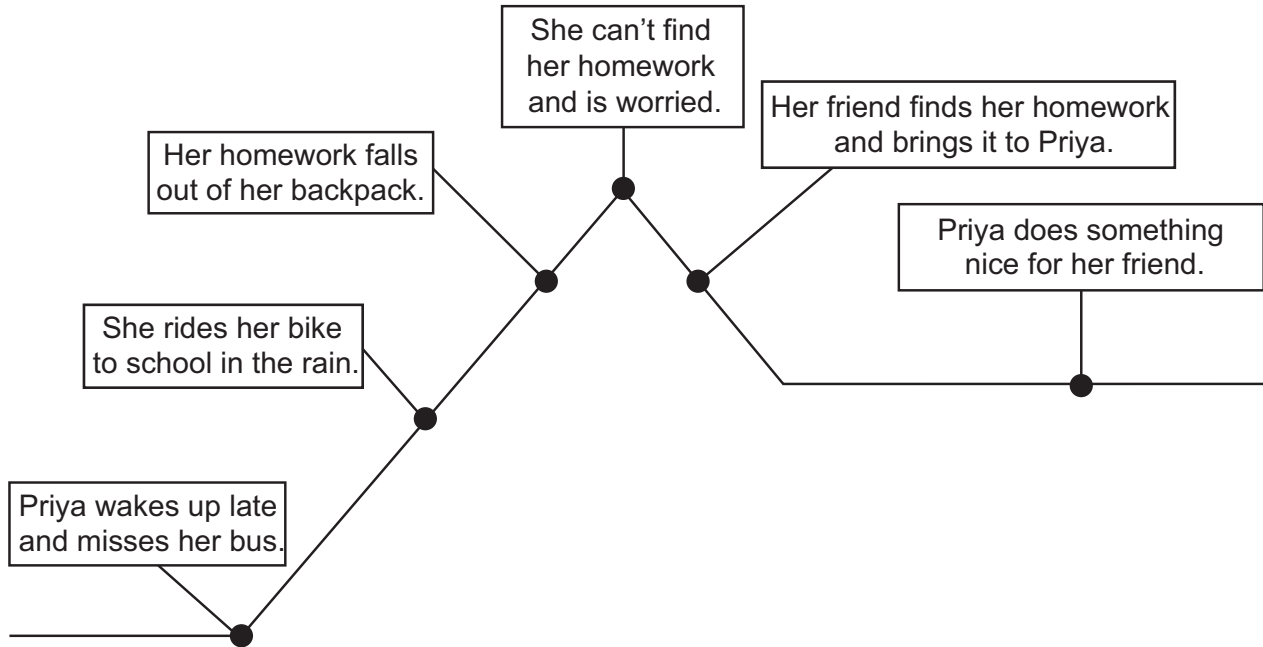 Priya wakes up late
and misses her bus.
She rides her bike
to school in the rain.
Her homework falls
out of her backpack.
She can’t find
her homework
and is worried.
Her friend finds her homework
and brings it to Priya.
Priya does something
nice for her friend.